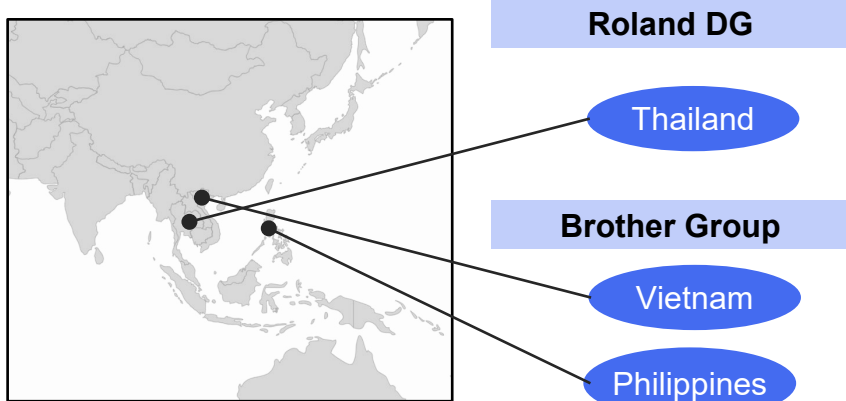 Roland DG
Thailand
Brother Group
Vietnam
Philippines